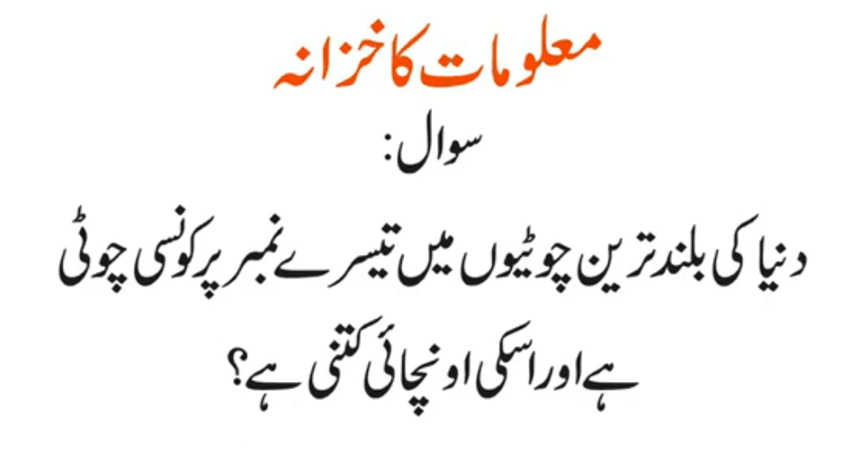 معلومات کا خزانہ
سوال:
دنیا کی بلند ترین چوٹیوں میں تیسرے نمبر پر کونسی چوٹی
ہے اور اسکی اونچائی کتنی ہے؟